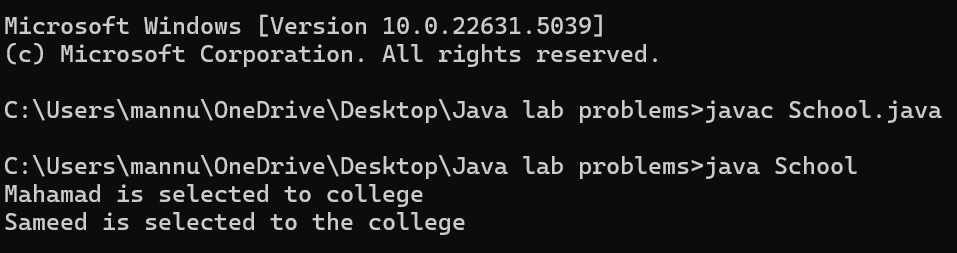 Microsoft Windows [Version 10.0.22631.5039]
(c) Microsoft Corporation. All rights reserved.
C:\Users\mannu\OneDrive\Desktop\Java lab problems>javac School.java
C:\Users\mannu\OneDrive\Desktop\Java lab problems>java School
Mahamad is selected to college
Sameed is selected to the college